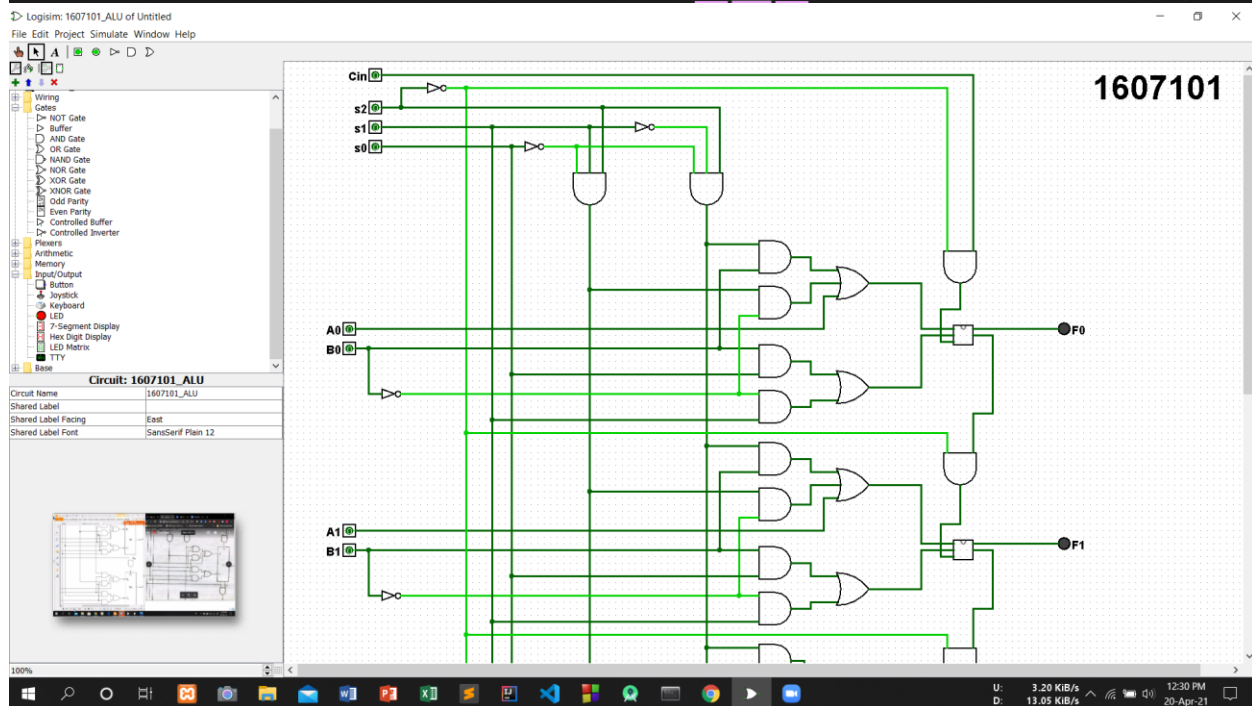 Logisim: 1607101_ALU of Untitled
File Edit Project Simulate Window Help
A
Wiring
Gates
NOT Gate
Buffer
AND Gate
OR Gate
NAND Gate
NOR Gate
XOR Gate
XNOR Gate
Odd Parity
Even Parity
Controlled Buffer
Controlled Inverter
Plexers
Arithmetic
Memory
Input/Output
Button
Joystick
Keyboard
LED
7-Segment Display
Hex Digit Display
LED Matrix
TTY
Base
Circuit: 1607101_ALU
Circuit Name 1607101_ALU
Shared Label
Shared Label Facing East
Shared Label Font SansSerif Plain 12
100%
Cin
s2
s1
s0
1607101
A0
B0
F0
A1
B1
F1
U: 3.20 KiB/s
D: 13.05 KiB/s
12:30 PM
20-Apr-21